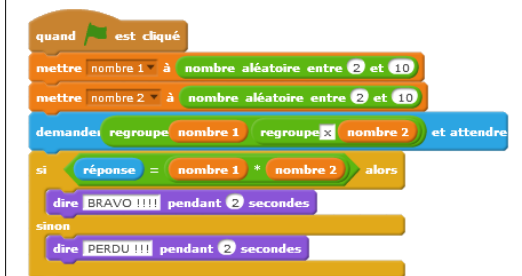 quand est cliqué
mettre nombre 1 à nombre aléatoire entre 2 et 10
mettre nombre 2 à nombre aléatoire entre 2 et 10
demander regroupe nombre 1 regroupe x nombre 2 et attendre
si réponse = nombre 1 * nombre 2 alors
dire BRAVO !!!! pendant 2 secondes
sinon
dire PERDU !!! pendant 2 secondes